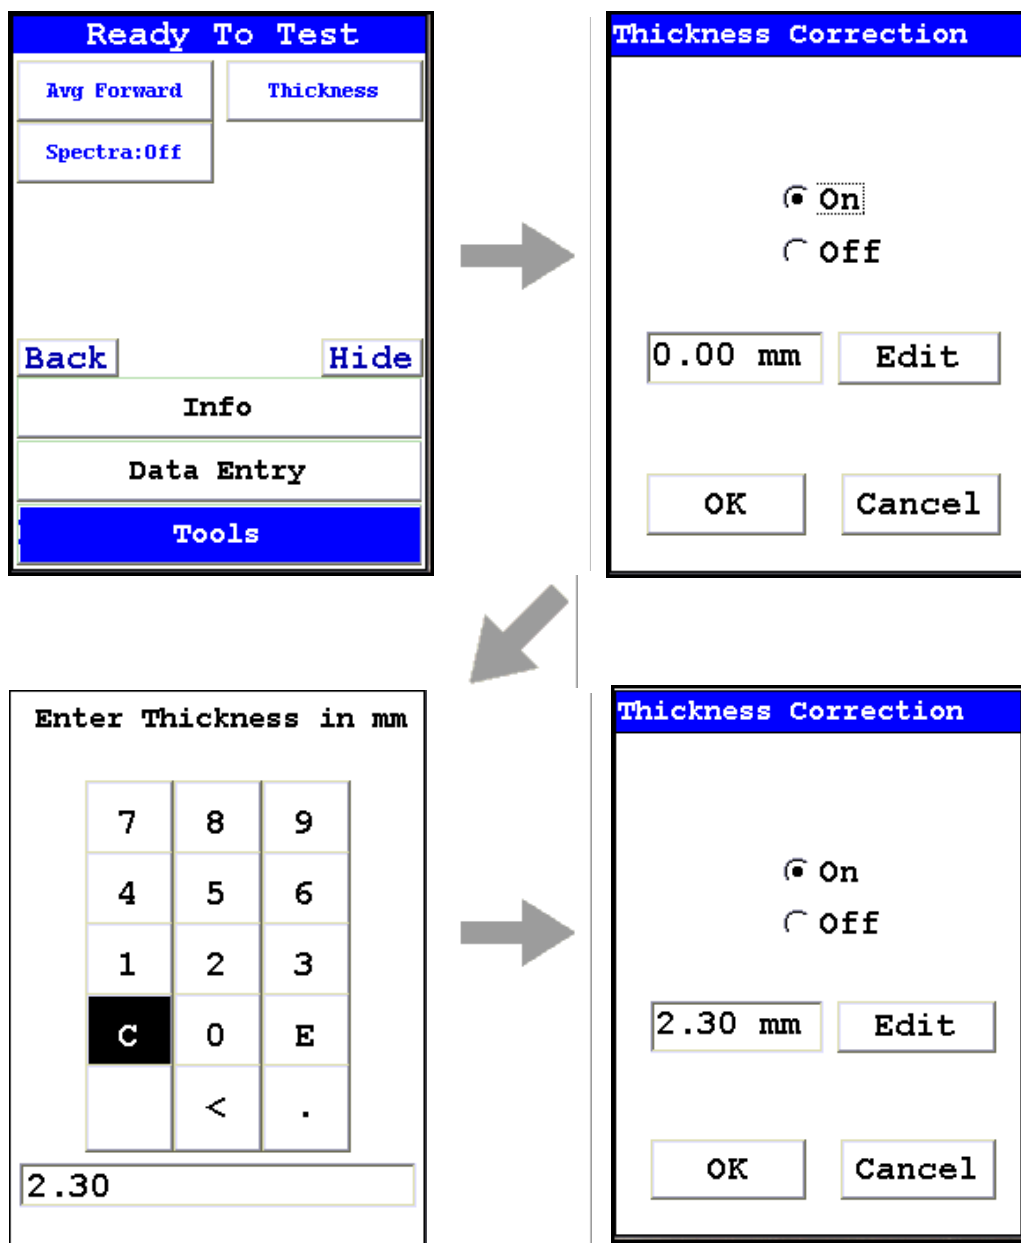 Ready To Test
Avg Forward Thickness
Spectra:Off
Back Hide
Info
Data Entry
Tools
Thickness Correction
On
Off
0.00 mm Edit
OK Cancel
Enter Thickness in mm
7 8 9
4 5 6
1 2 3
C 0 E
< .
2.30
Thickness Correction
On
Off
2.30 mm Edit
OK Cancel